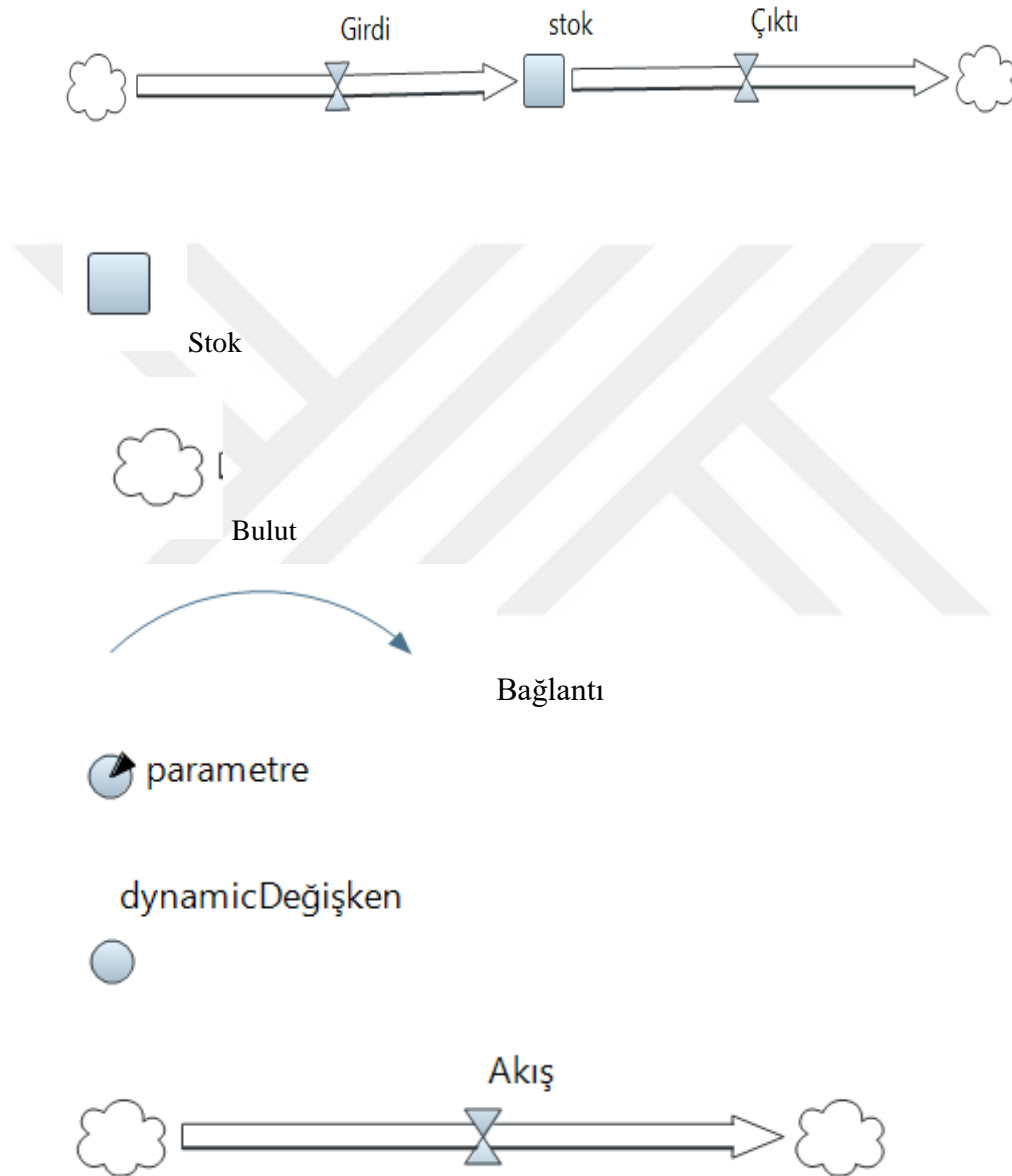 Girdi stok Çıktı
Stok
Bulut
Bağlantı
parametre
dynamicDeğişken
Akış